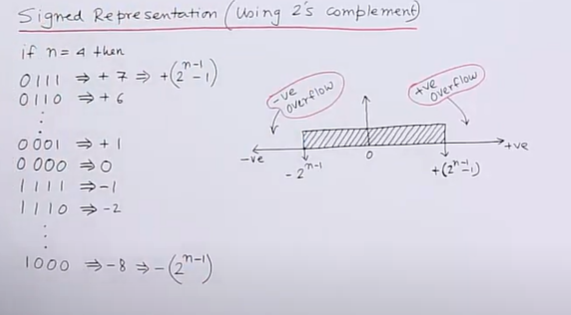 Signed Representation (Using 2's complement)
if n = 4 then
0111 ⇒ + 7 ⇒ +(2^n-1 -1)
0110 ⇒ + 6
⋮
0001 ⇒ + 1
0000 ⇒ 0
1111 ⇒ -1
1110 ⇒ -2
⋮
1000 ⇒ -8 ⇒ -(2^n-1)
-ve overflow
+ve overflow
-ve
+ve
-2^n-1
0
+(2^n-1 -1)